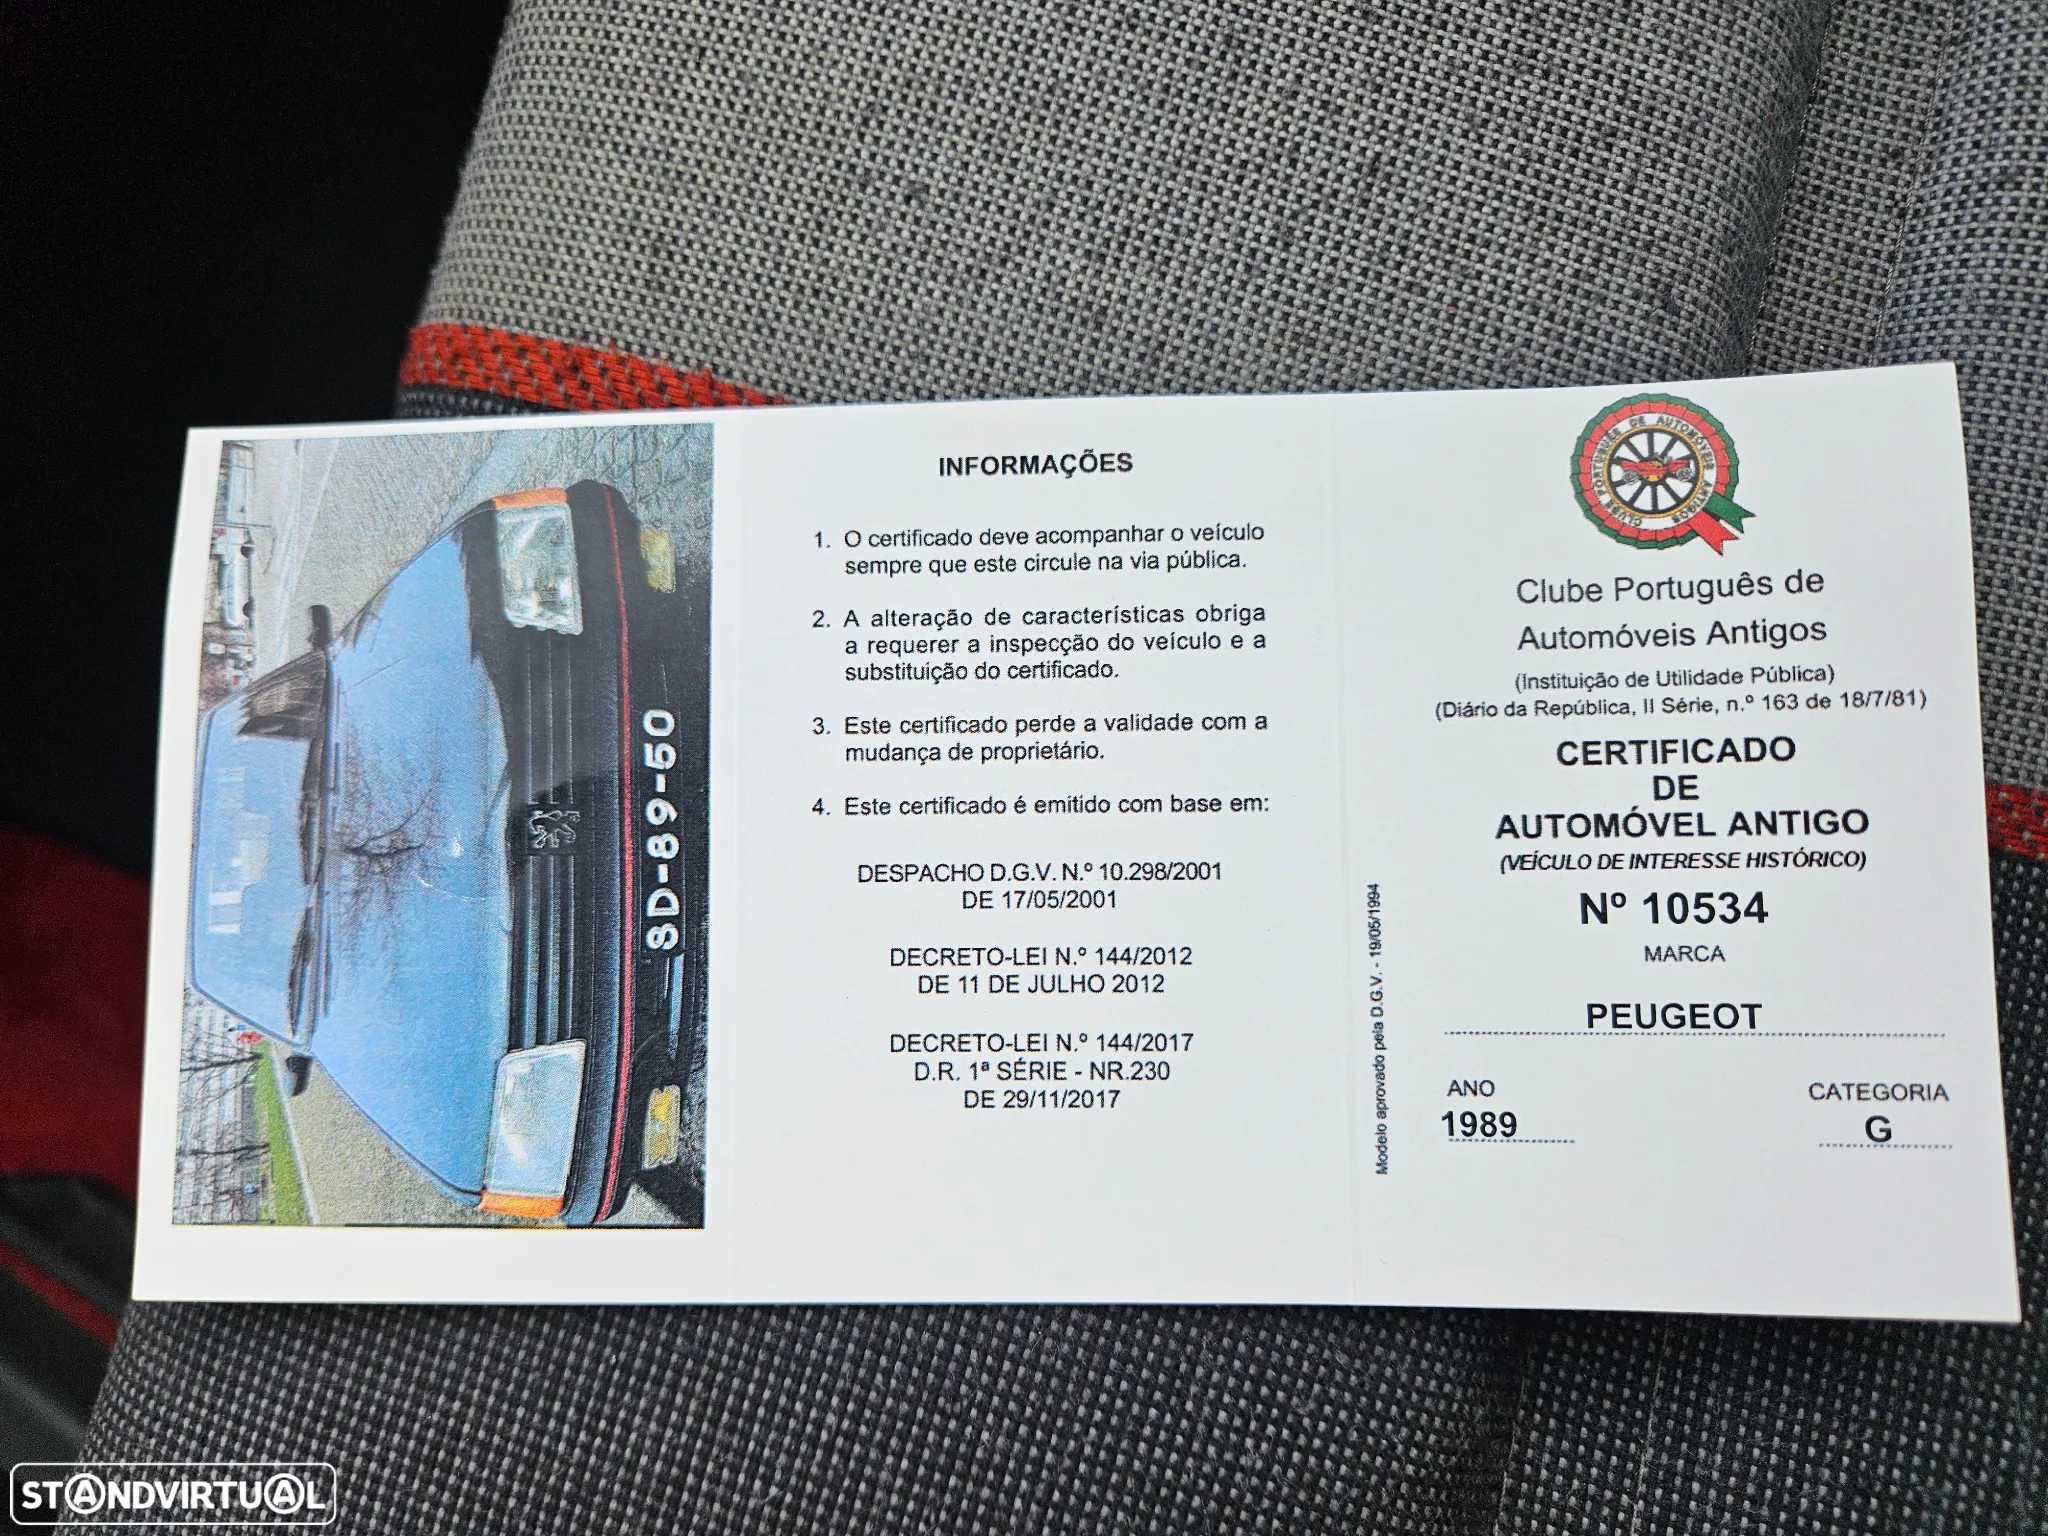 SD-89-50
INFORMAÇÕES
1. O certificado deve acompanhar o veículo
sempre que este circule na via pública.
2. A alteração de características obriga
a requerer a inspecção do veículo e a
substituição do certificado.
3. Este certificado perde a validade com a
mudança de proprietário.
4. Este certificado é emitido com base em:
DESPACHO D.G.V. N.º 10.298/2001
DE 17/05/2001
DECRETO-LEI N.º 144/2012
DE 11 DE JULHO 2012
DECRETO-LEI N.º 144/2017
D.R. 1ª SÉRIE - NR.230
DE 29/11/2017
Modelo aprovado pela D.G.V. - 19/05/1994
CLUBE PORTUGUÊS DE AUTOMÓVEIS ANTIGOS
Clube Português de
Automóveis Antigos
(Instituição de Utilidade Pública)
(Diário da República, II Série, n.º 163 de 18/7/81)
CERTIFICADO
DE
AUTOMÓVEL ANTIGO
(VEÍCULO DE INTERESSE HISTÓRICO)
Nº 10534
MARCA
PEUGEOT
ANO
1989
CATEGORIA
G
STANDVIRTUAL